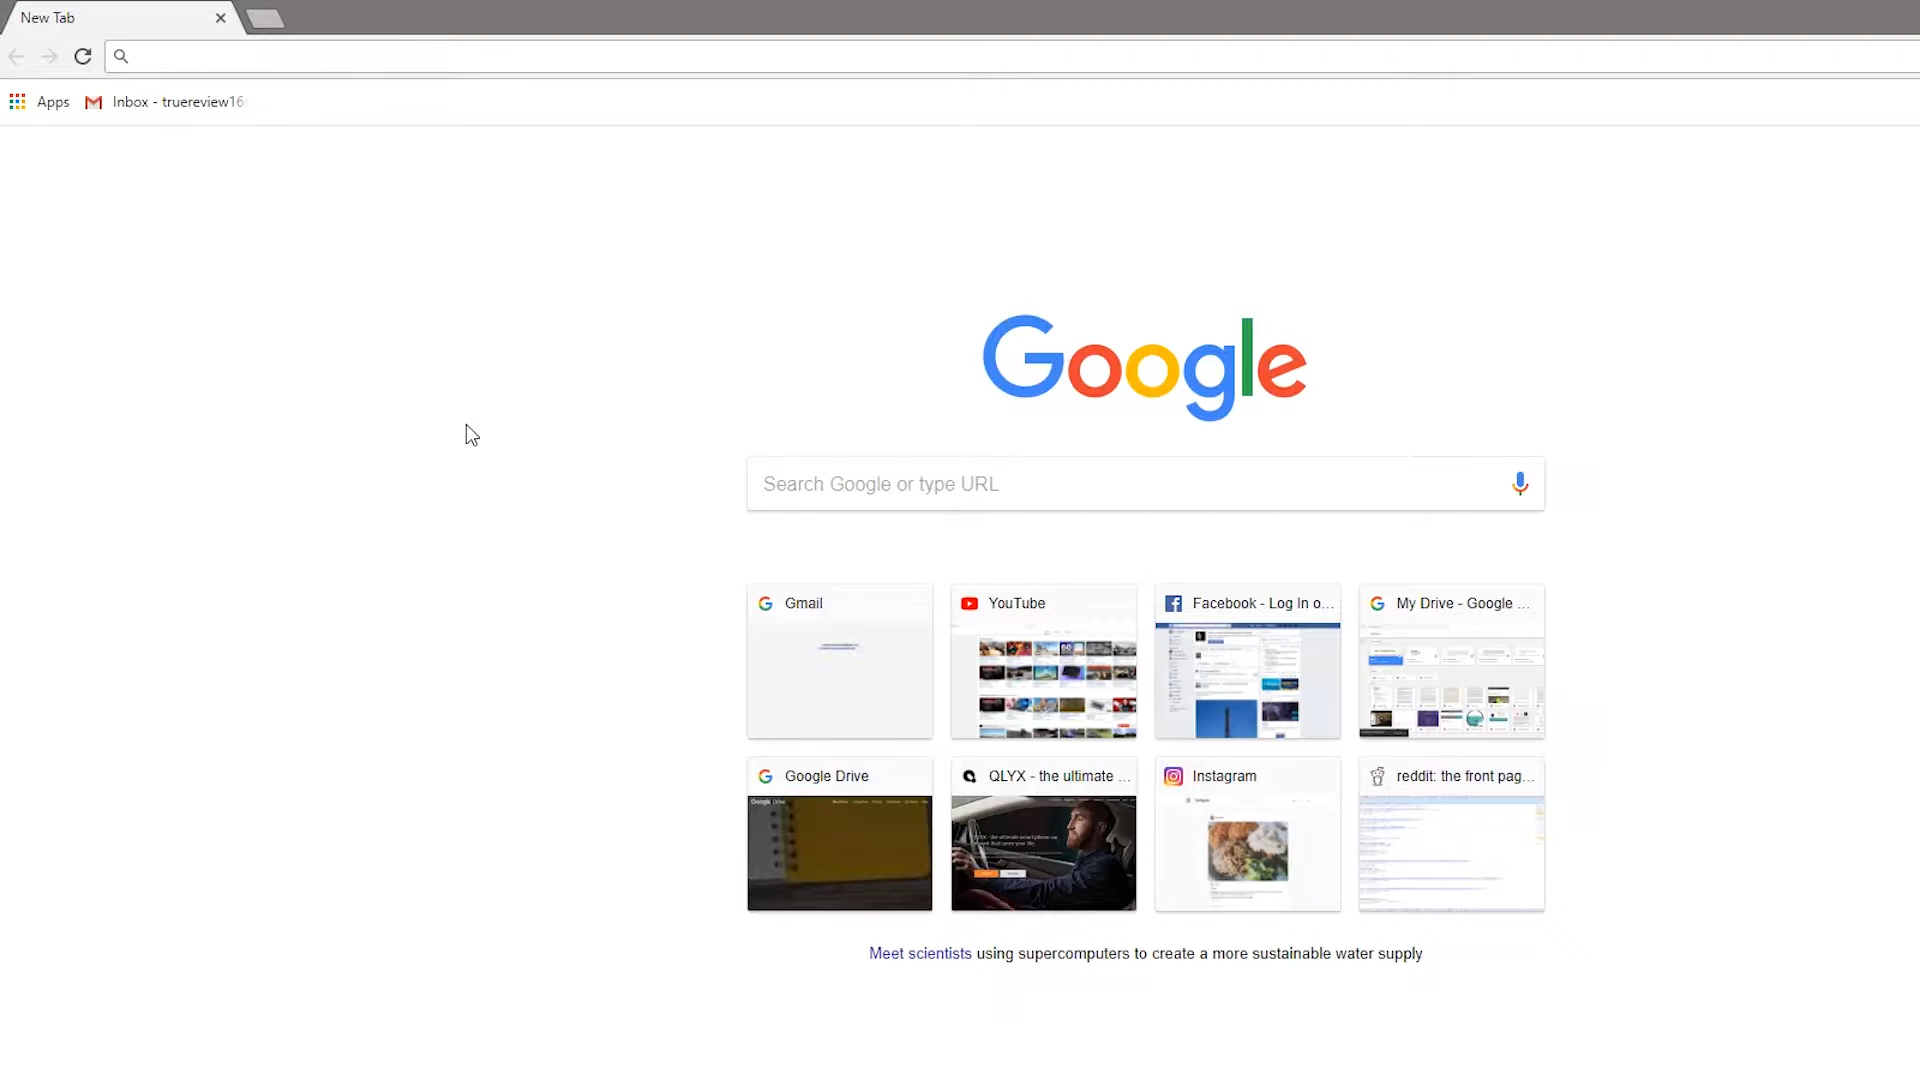 New Tab
Apps
Inbox - truereview16
Google
Search Google or type URL
Gmail
YouTube
Facebook - Log In o...
My Drive - Google ...
Google Drive
QLYX - the ultimate ...
Instagram
reddit: the front pag...
Meet scientists using supercomputers to create a more sustainable water supply